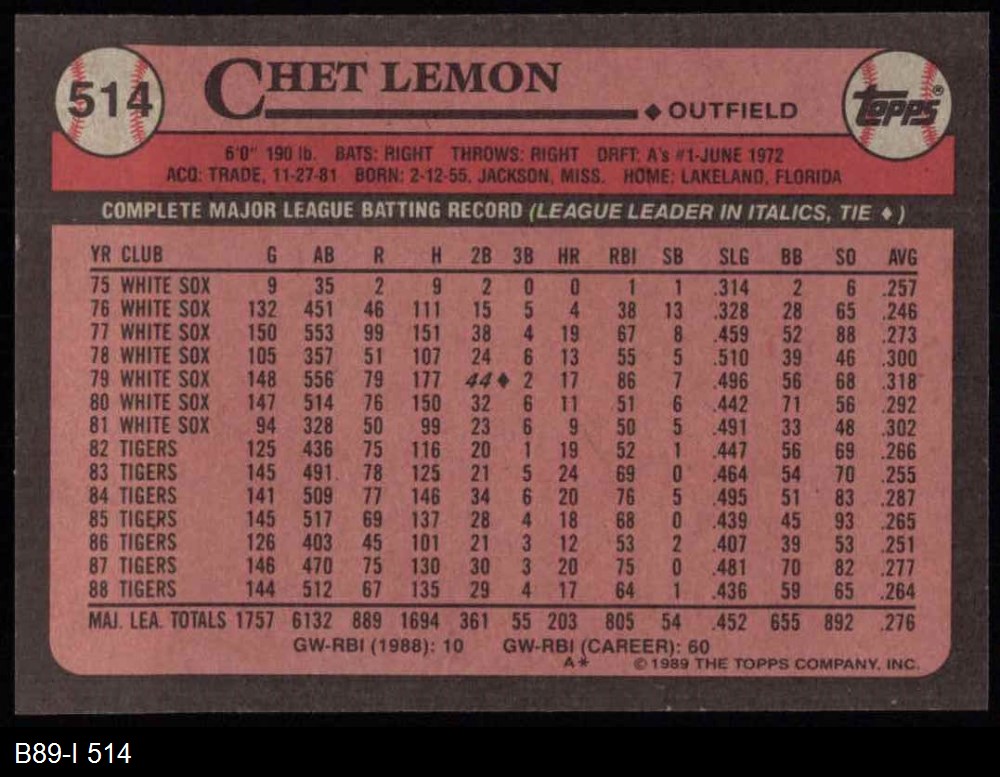 514 CHET LEMON ◆ OUTFIELD TOPPS®
6'0" 190 lb. BATS: RIGHT THROWS: RIGHT DRFT: A's #1-JUNE 1972
ACQ: TRADE, 11-27-81 BORN: 2-12-55, JACKSON, MISS. HOME: LAKELAND, FLORIDA
COMPLETE MAJOR LEAGUE BATTING RECORD (LEAGUE LEADER IN ITALICS, TIE ♦)
YR CLUB G AB R H 2B 3B HR RBI SB SLG BB SO AVG
75 WHITE SOX 9 35 2 9 2 0 0 1 1 .314 2 6 .257
76 WHITE SOX 132 451 46 111 15 5 4 38 13 .328 28 65 .246
77 WHITE SOX 150 553 99 151 38 4 19 67 8 .459 52 88 .273
78 WHITE SOX 105 357 51 107 24 6 13 55 5 .510 39 46 .300
79 WHITE SOX 148 556 79 177 44♦ 2 17 86 7 .496 56 68 .318
80 WHITE SOX 147 514 76 150 32 6 11 51 6 .442 71 56 .292
81 WHITE SOX 94 328 50 99 23 6 9 50 5 .491 33 48 .302
82 TIGERS 125 436 75 116 20 1 19 52 1 .447 56 69 .266
83 TIGERS 145 491 78 125 21 5 24 69 0 .464 54 70 .255
84 TIGERS 141 509 77 146 34 6 20 76 5 .495 51 83 .287
85 TIGERS 145 517 69 137 28 4 18 68 0 .439 45 93 .265
86 TIGERS 126 403 45 101 21 3 12 53 2 .407 39 53 .251
87 TIGERS 146 470 75 130 30 3 20 75 0 .481 70 82 .277
88 TIGERS 144 512 67 135 29 4 17 64 1 .436 59 65 .264
MAJ. LEA. TOTALS 1757 6132 889 1694 361 55 203 805 54 .452 655 892 .276
GW-RBI (1988): 10 GW-RBI (CAREER): 60
A* © 1989 THE TOPPS COMPANY, INC.
B89-I 514